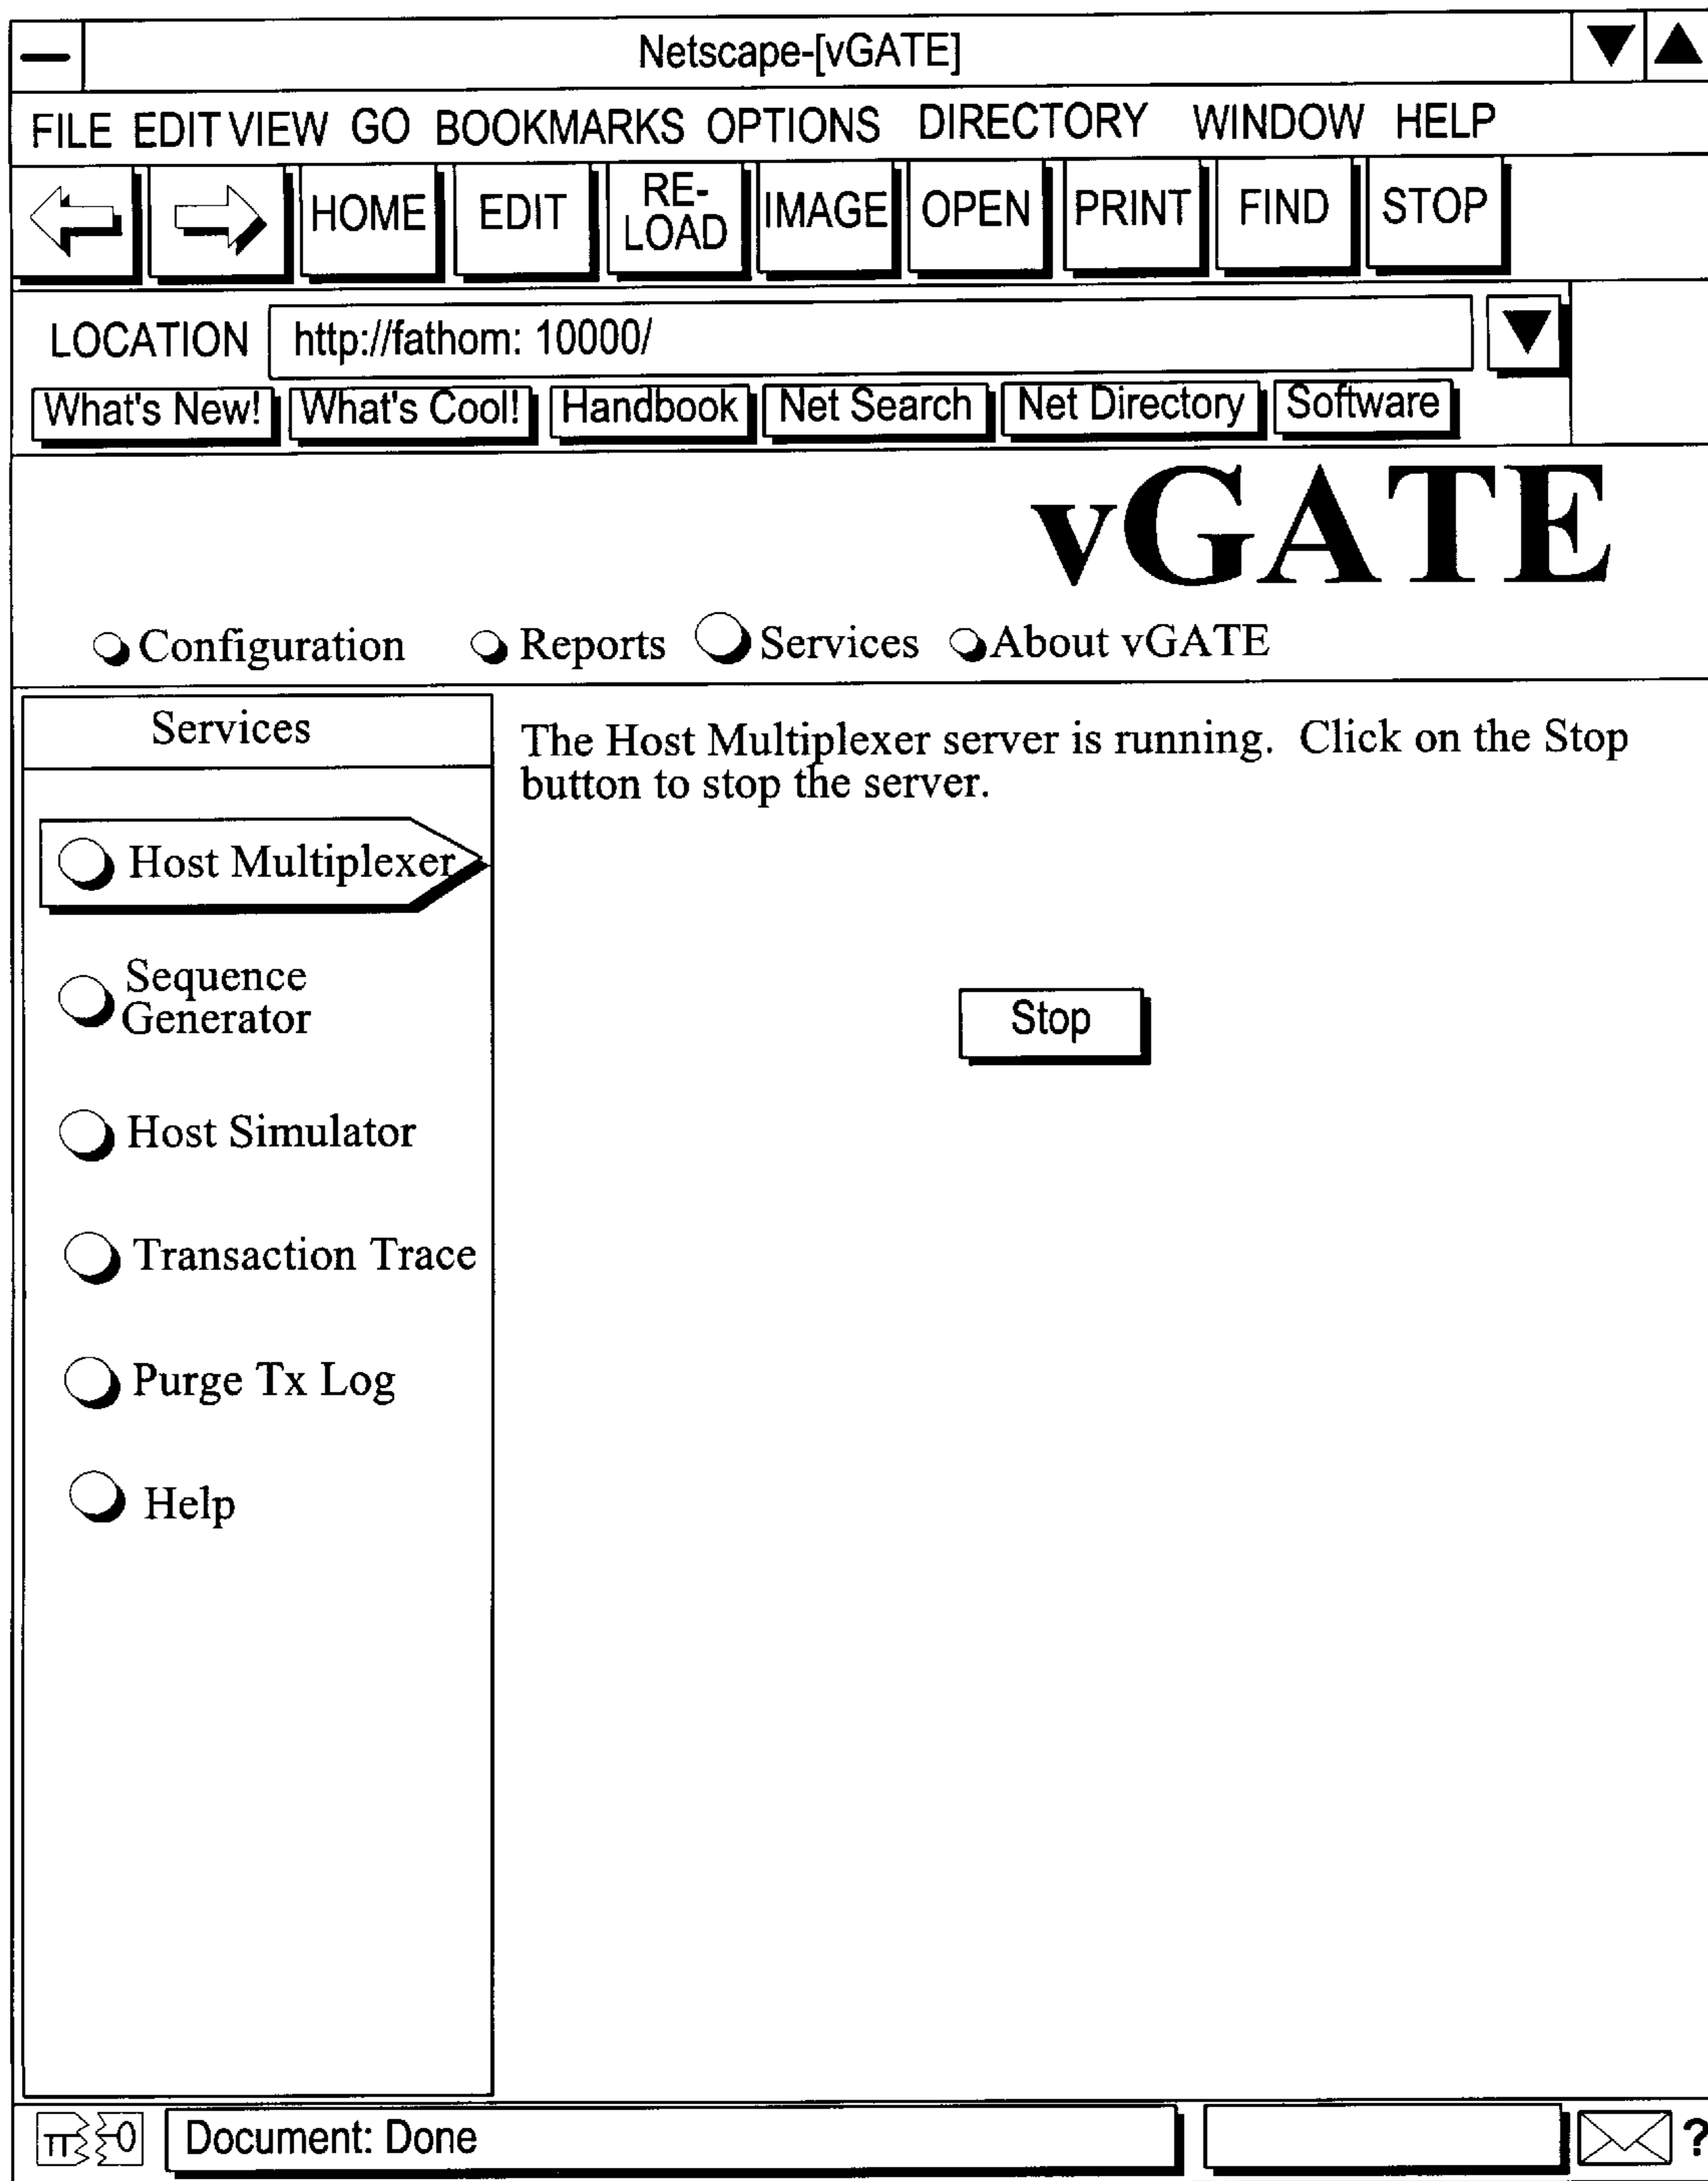 Netscape-[vGATE]
FILE EDIT VIEW GO BOOKMARKS OPTIONS DIRECTORY WINDOW HELP
HOME EDIT RE-LOAD IMAGE OPEN PRINT FIND STOP
LOCATION http://fathom: 10000/
What's New! What's Cool! Handbook Net Search Net Directory Software
vGATE
Configuration Reports Services About vGATE
Services
Host Multiplexer
Sequence
Generator
Host Simulator
Transaction Trace
Purge Tx Log
Help
The Host Multiplexer server is running. Click on the Stop
button to stop the server.
Stop
Document: Done
?